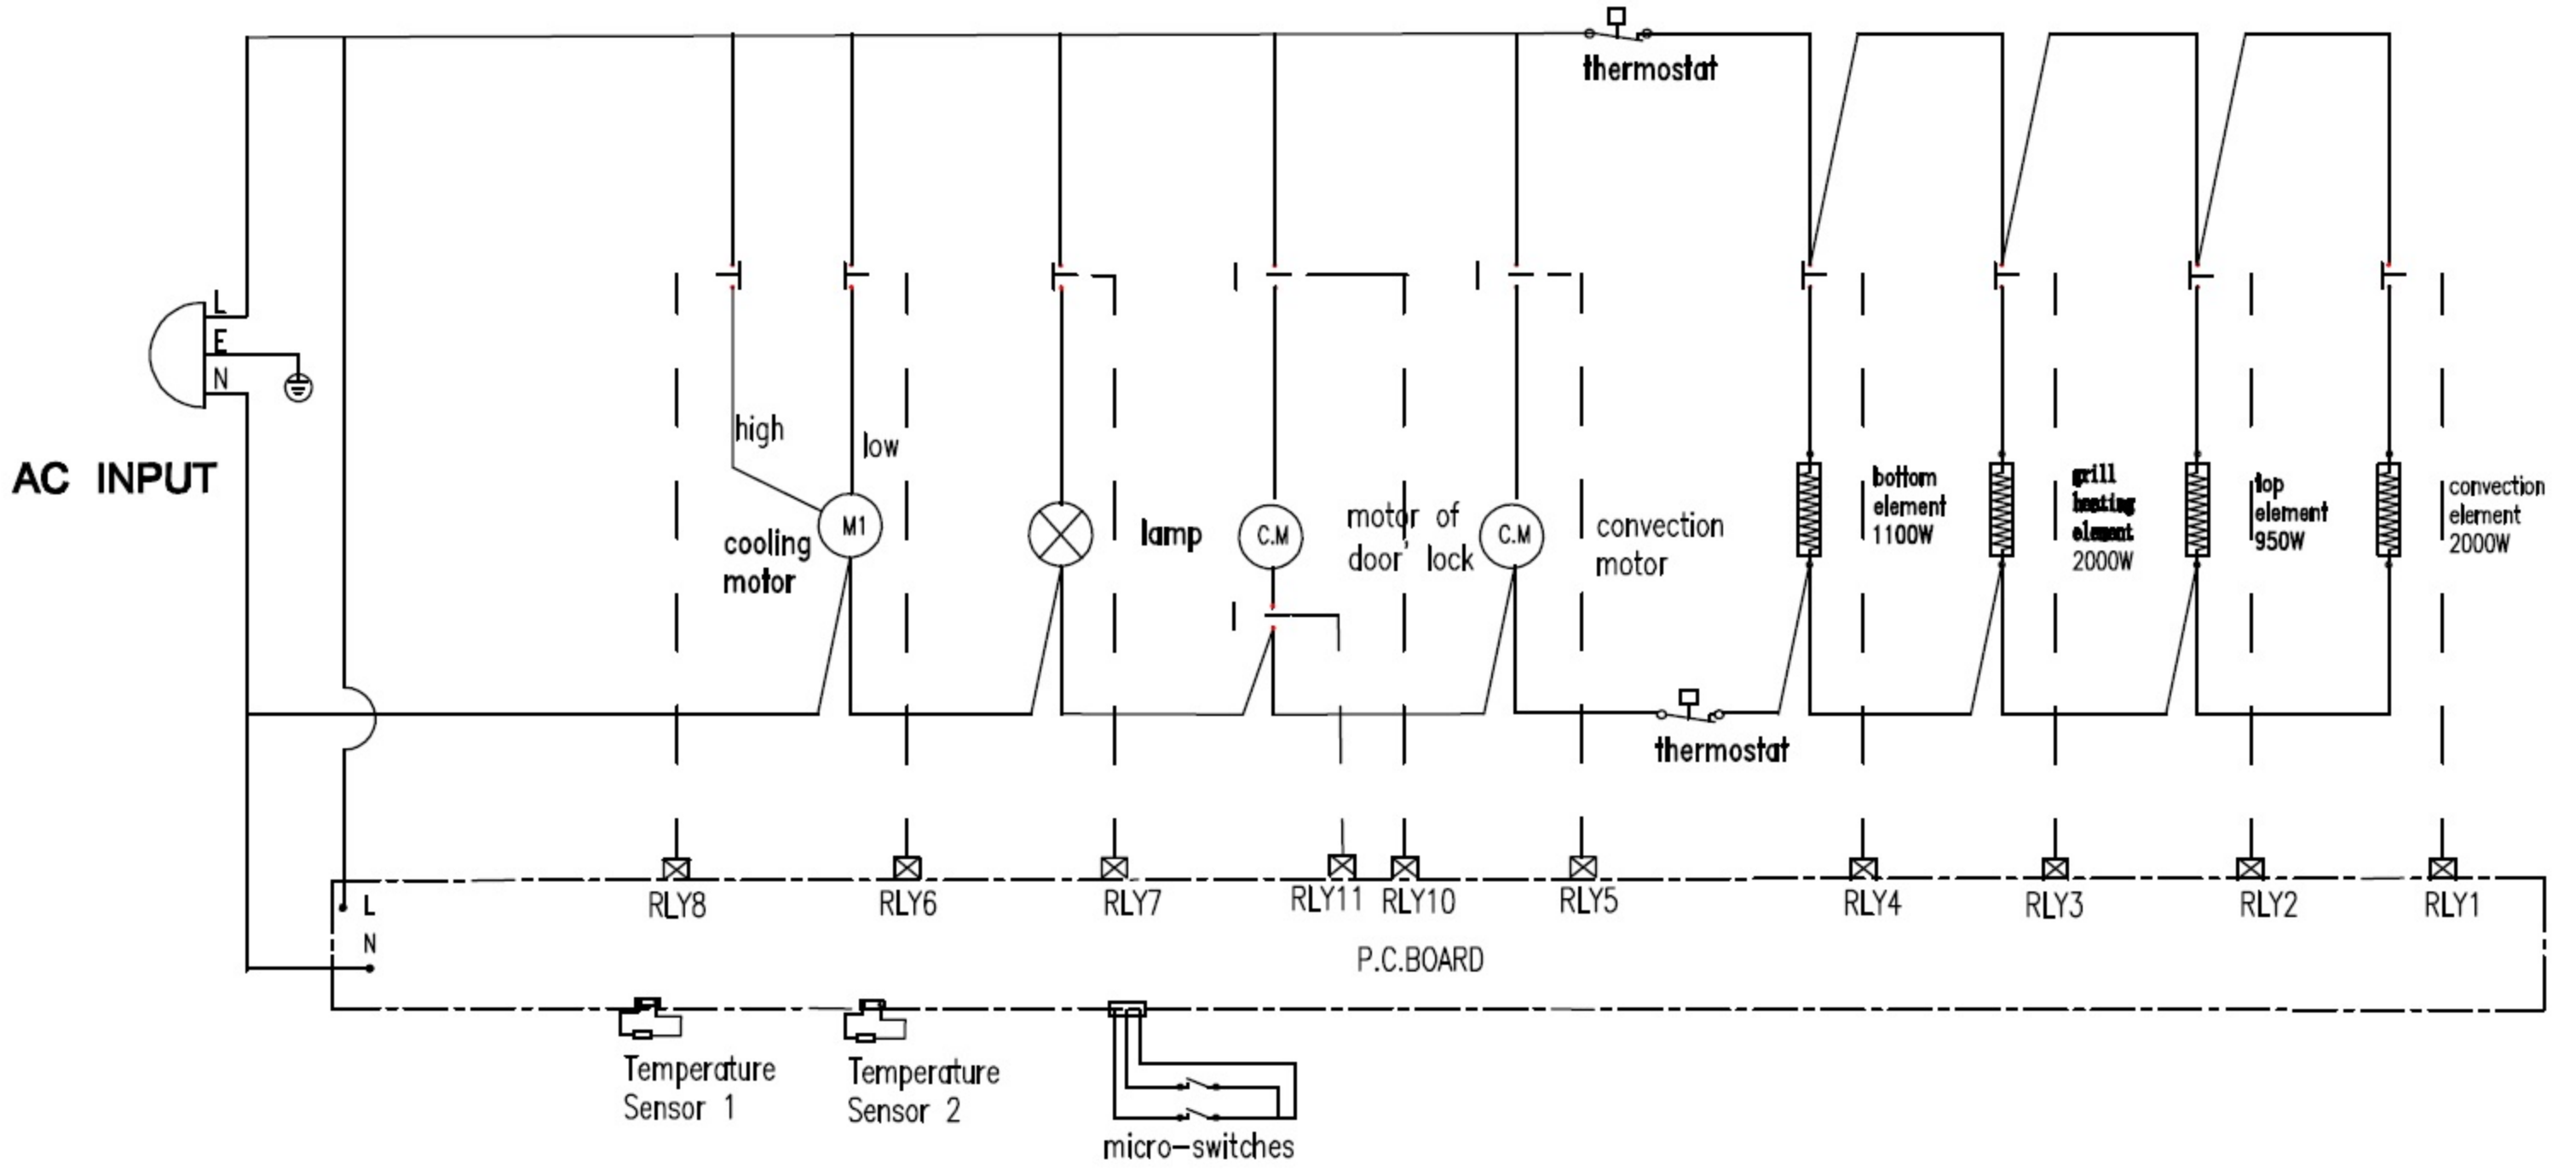 thermostat
L
E
N
AC INPUT
high
low
M1
cooling
motor
lamp
C.M
motor of
door' lock
C.M
convection
motor
bottom
element
1100W
grill
heating
element
2000W
top
element
950W
convection
element
2000W
thermostat
L
N
RLY8
RLY6
RLY7
RLY11
RLY10
RLY5
RLY4
RLY3
RLY2
RLY1
P.C.BOARD
Temperature
Sensor 1
Temperature
Sensor 2
micro-switches